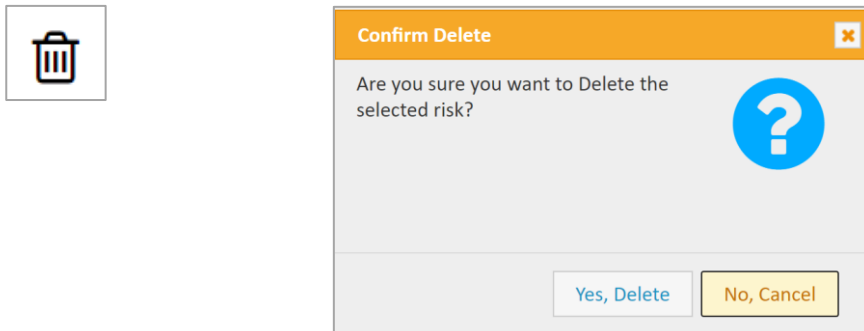 Confirm Delete
Are you sure you want to Delete the
selected risk?
Yes, Delete
No, Cancel